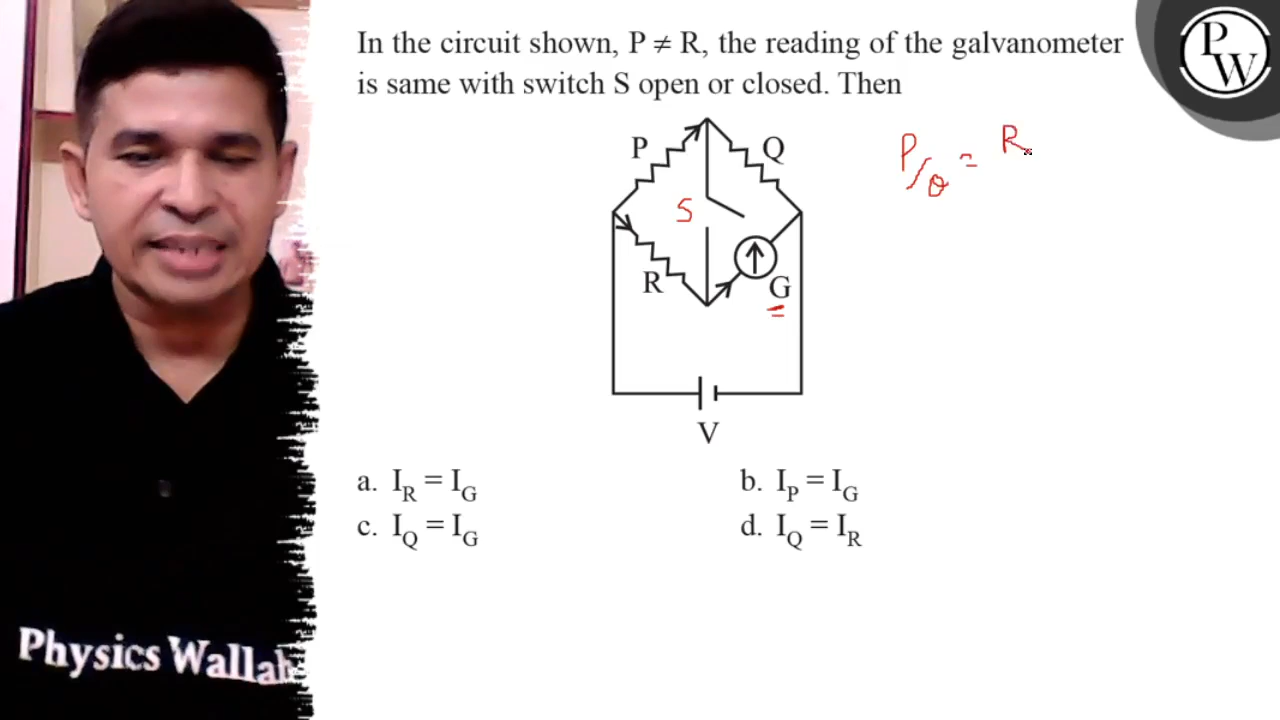 In the circuit shown, P ≠ R, the reading of the galvanometer
is same with switch S open or closed. Then
P
W
P
Q
P/Q = R
S
R
G
V
a. I_R = I_G
b. I_P = I_G
c. I_Q = I_G
d. I_Q = I_R
Physics Wallah